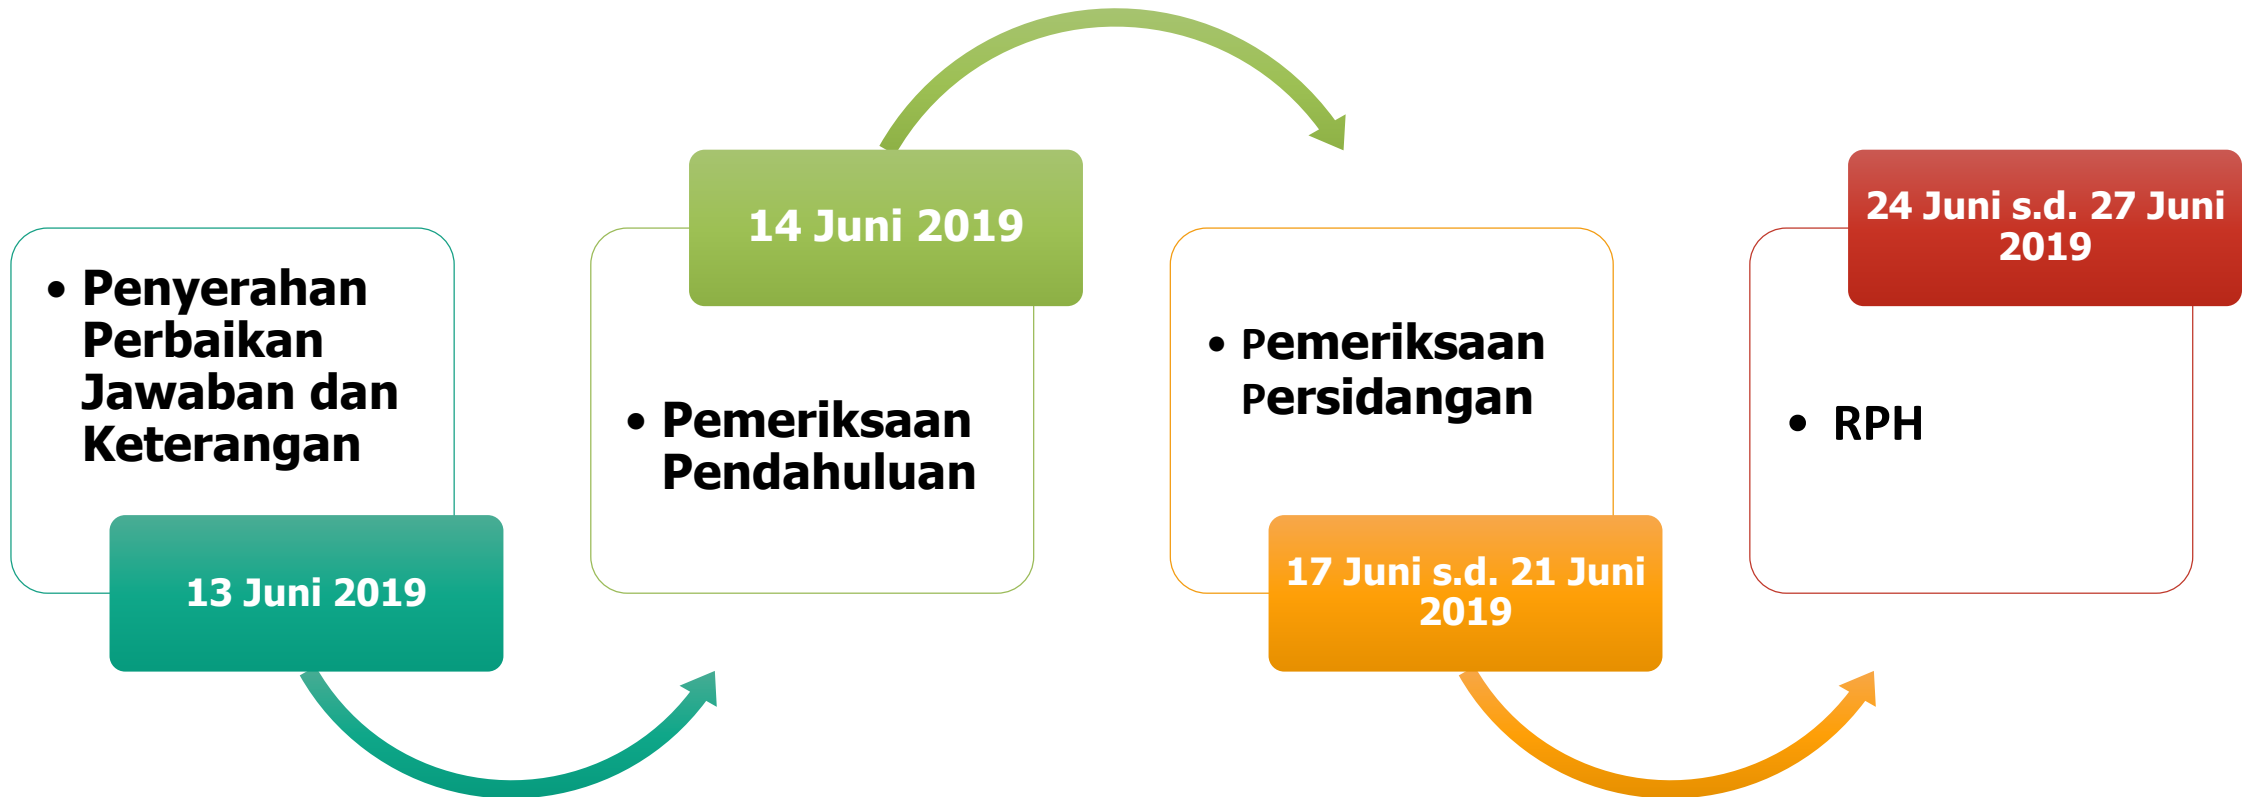 • Penyerahan
Perbaikan
Jawaban dan
Keterangan
13 Juni 2019
14 Juni 2019
• Pemeriksaan
Pendahuluan
• Pemeriksaan
Persidangan
17 Juni s.d. 21 Juni
2019
24 Juni s.d. 27 Juni
2019
• RPH